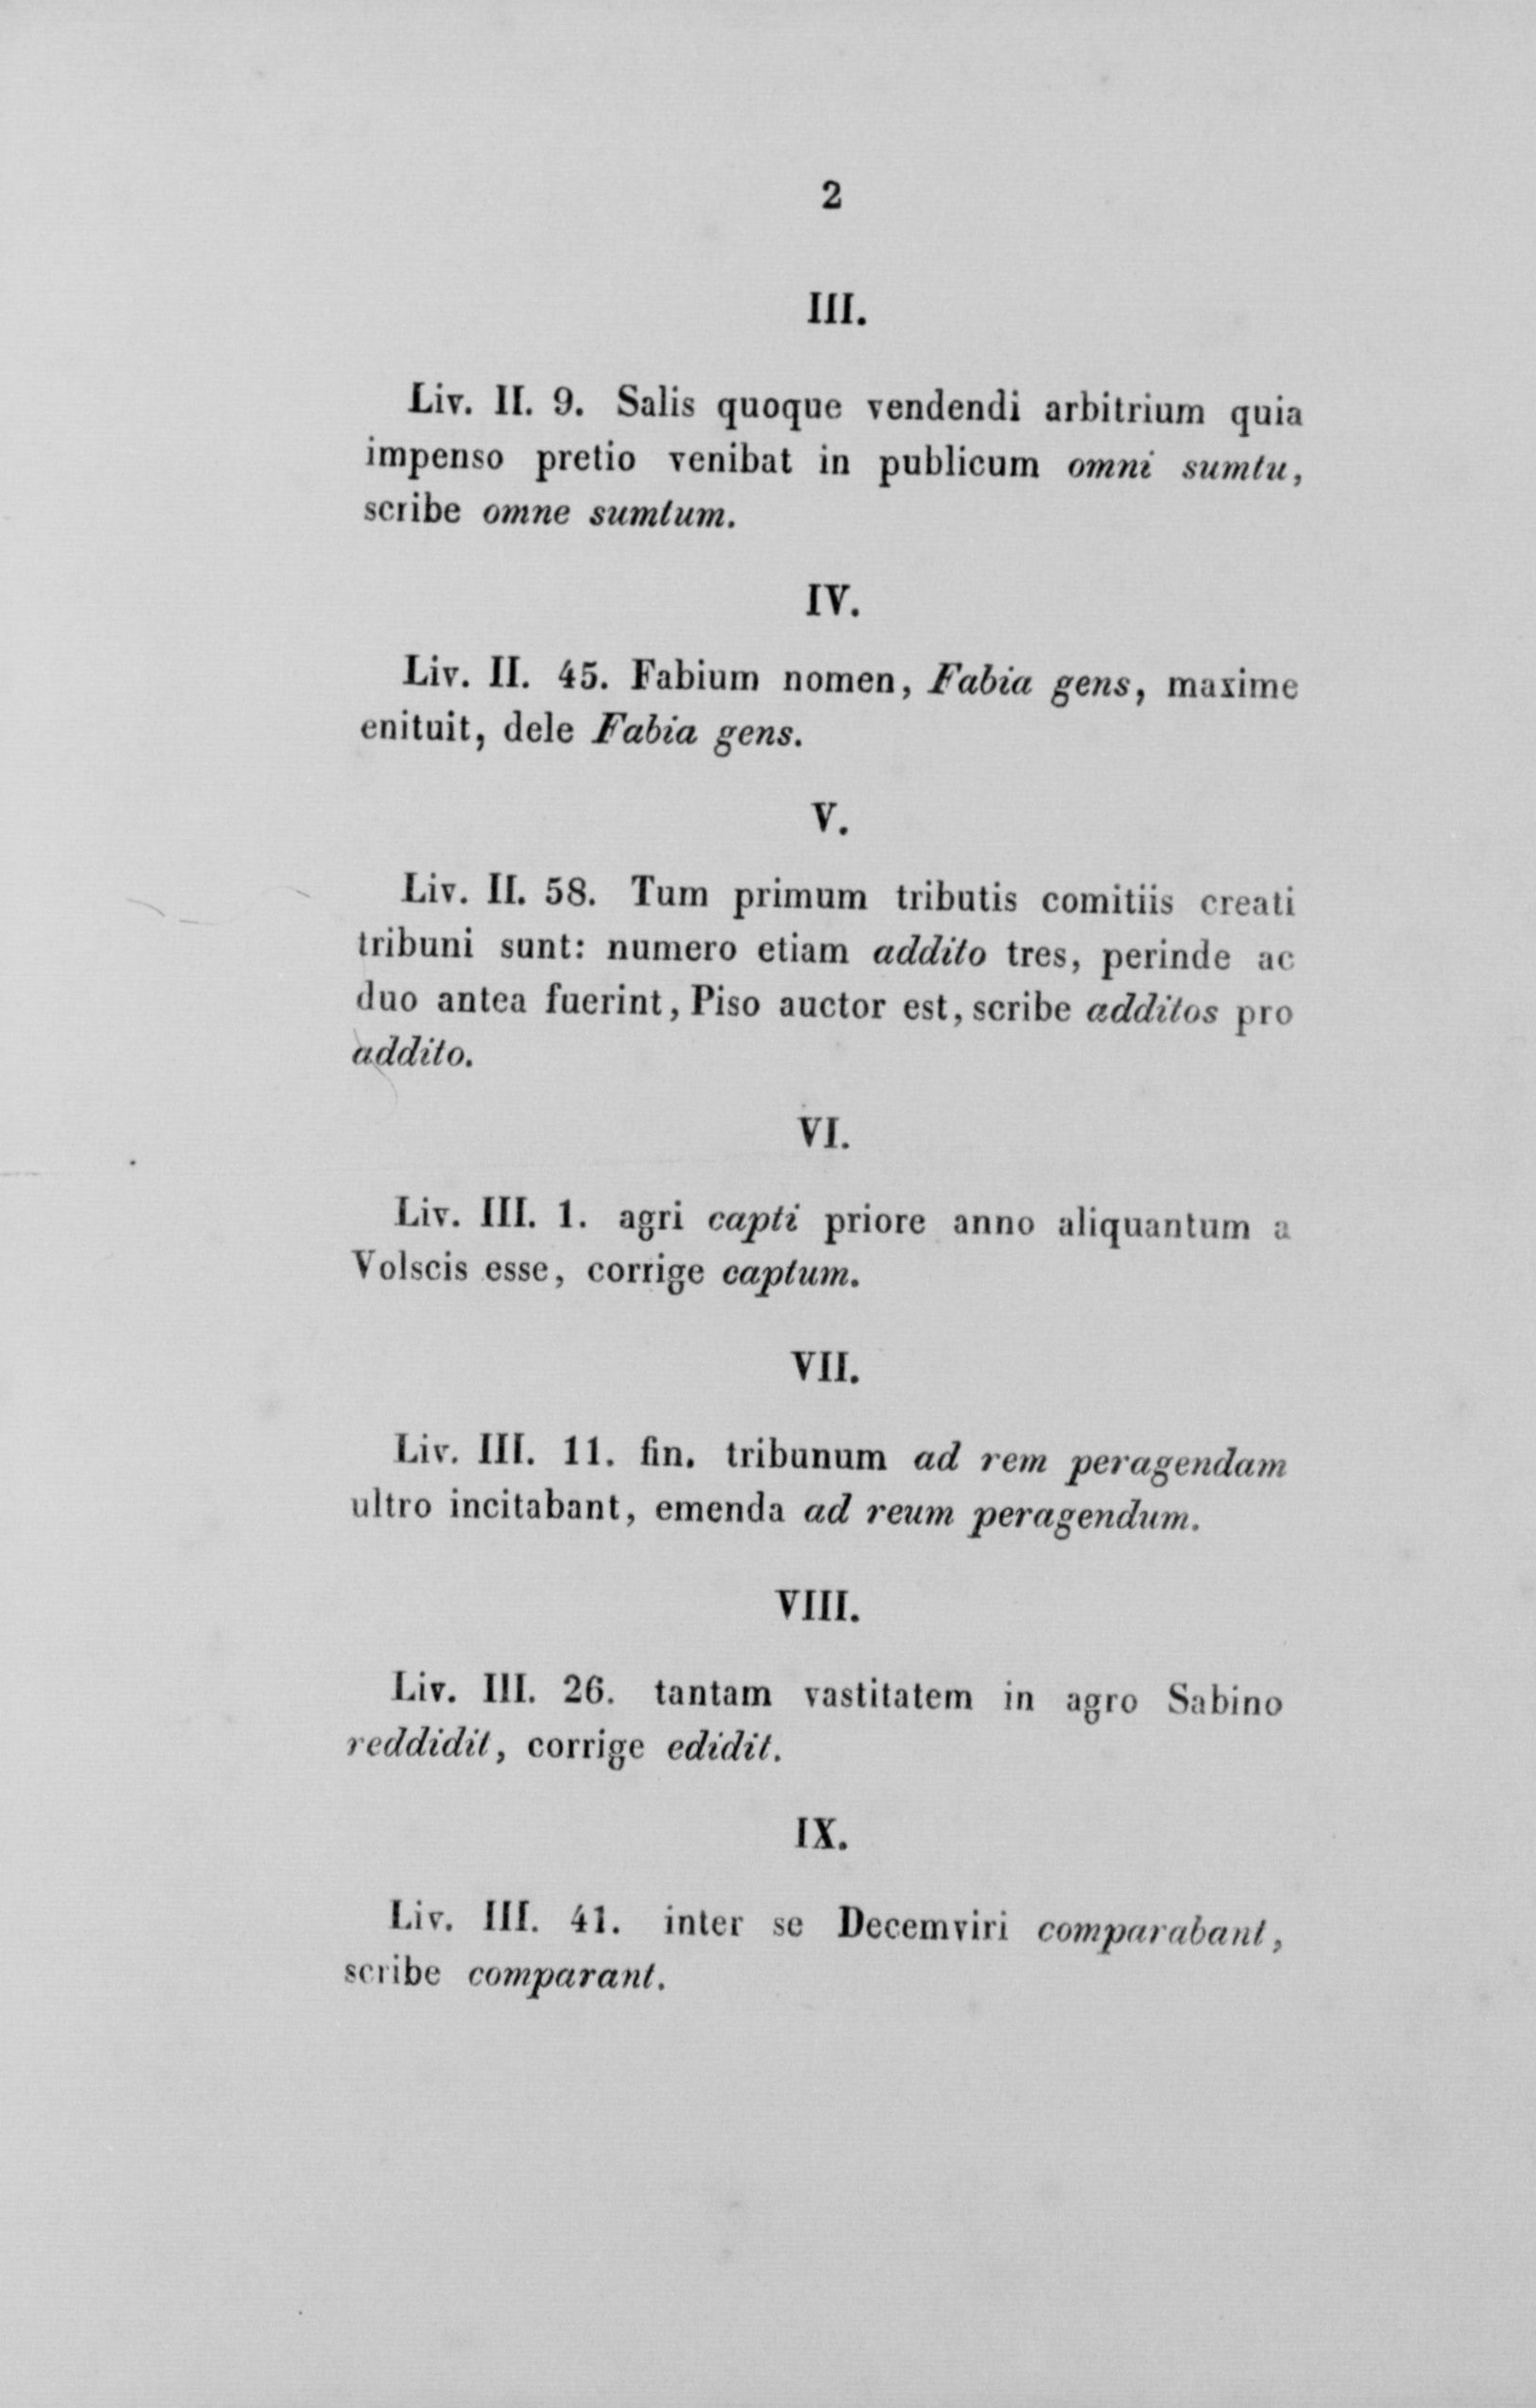 2
III.
Liv. II. 9. Salis quoque vendendi arbitrium quia
impenso pretio venibat in publicum omni sumtu,
scribe omne sumtum.
IV.
Liv. II. 45. Fabium nomen, Fabia gens, maxime
enituit, dele Fabia gens.
V.
Liv. II. 58. Tum primum tributis comitiis creati
tribuni sunt: numero etiam addito tres, perinde ac
duo antea fuerint, Piso auctor est, scribe additos pro
addito.
VI.
Liv. III. 1. agri capti priore anno aliquantum a
Volscis esse, corrige captum.
VII.
Liv. III. 11. fin. tribunum ad rem peragendam
ultro incitabant, emenda ad reum peragendum.
VIII.
Liv. III. 26. tantam vastitatem in agro Sabino
reddidit, corrige edidit.
IX.
Liv. III. 41. inter se Decemviri comparabant,
scribe comparant.